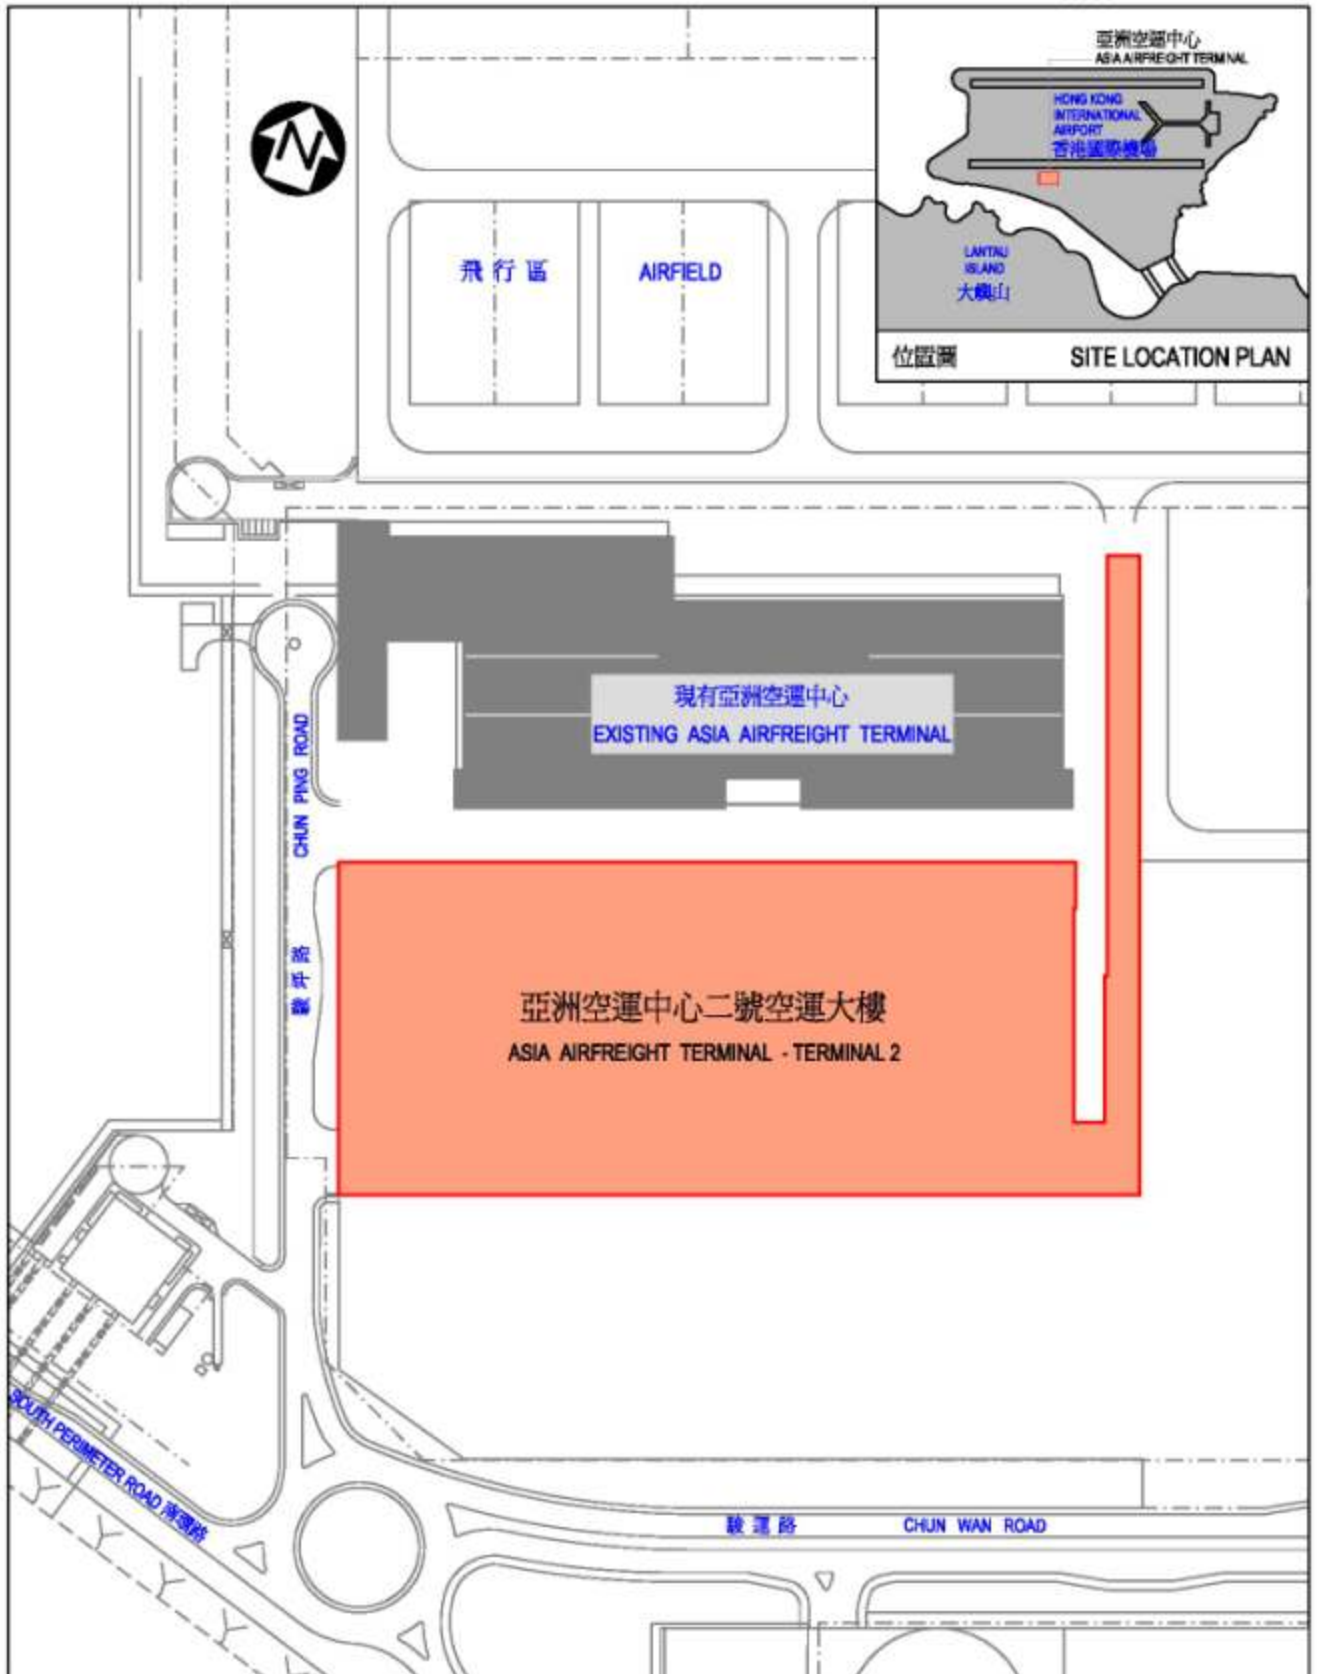 亞洲空運中心
ASIA AIRFREIGHT TERMINAL
HONG KONG
INTERNATIONAL
AIRPORT
香港國際機場
LANTAU
ISLAND
大嶼山
位置圖 SITE LOCATION PLAN
N
飛行區 AIRFIELD
現有亞洲空運中心
EXISTING ASIA AIRFREIGHT TERMINAL
CHUN PING ROAD
駿坪路
亞洲空運中心二號空運大樓
ASIA AIRFREIGHT TERMINAL - TERMINAL 2
SOUTH PERIMETER ROAD 南環路
駿運路 CHUN WAN ROAD